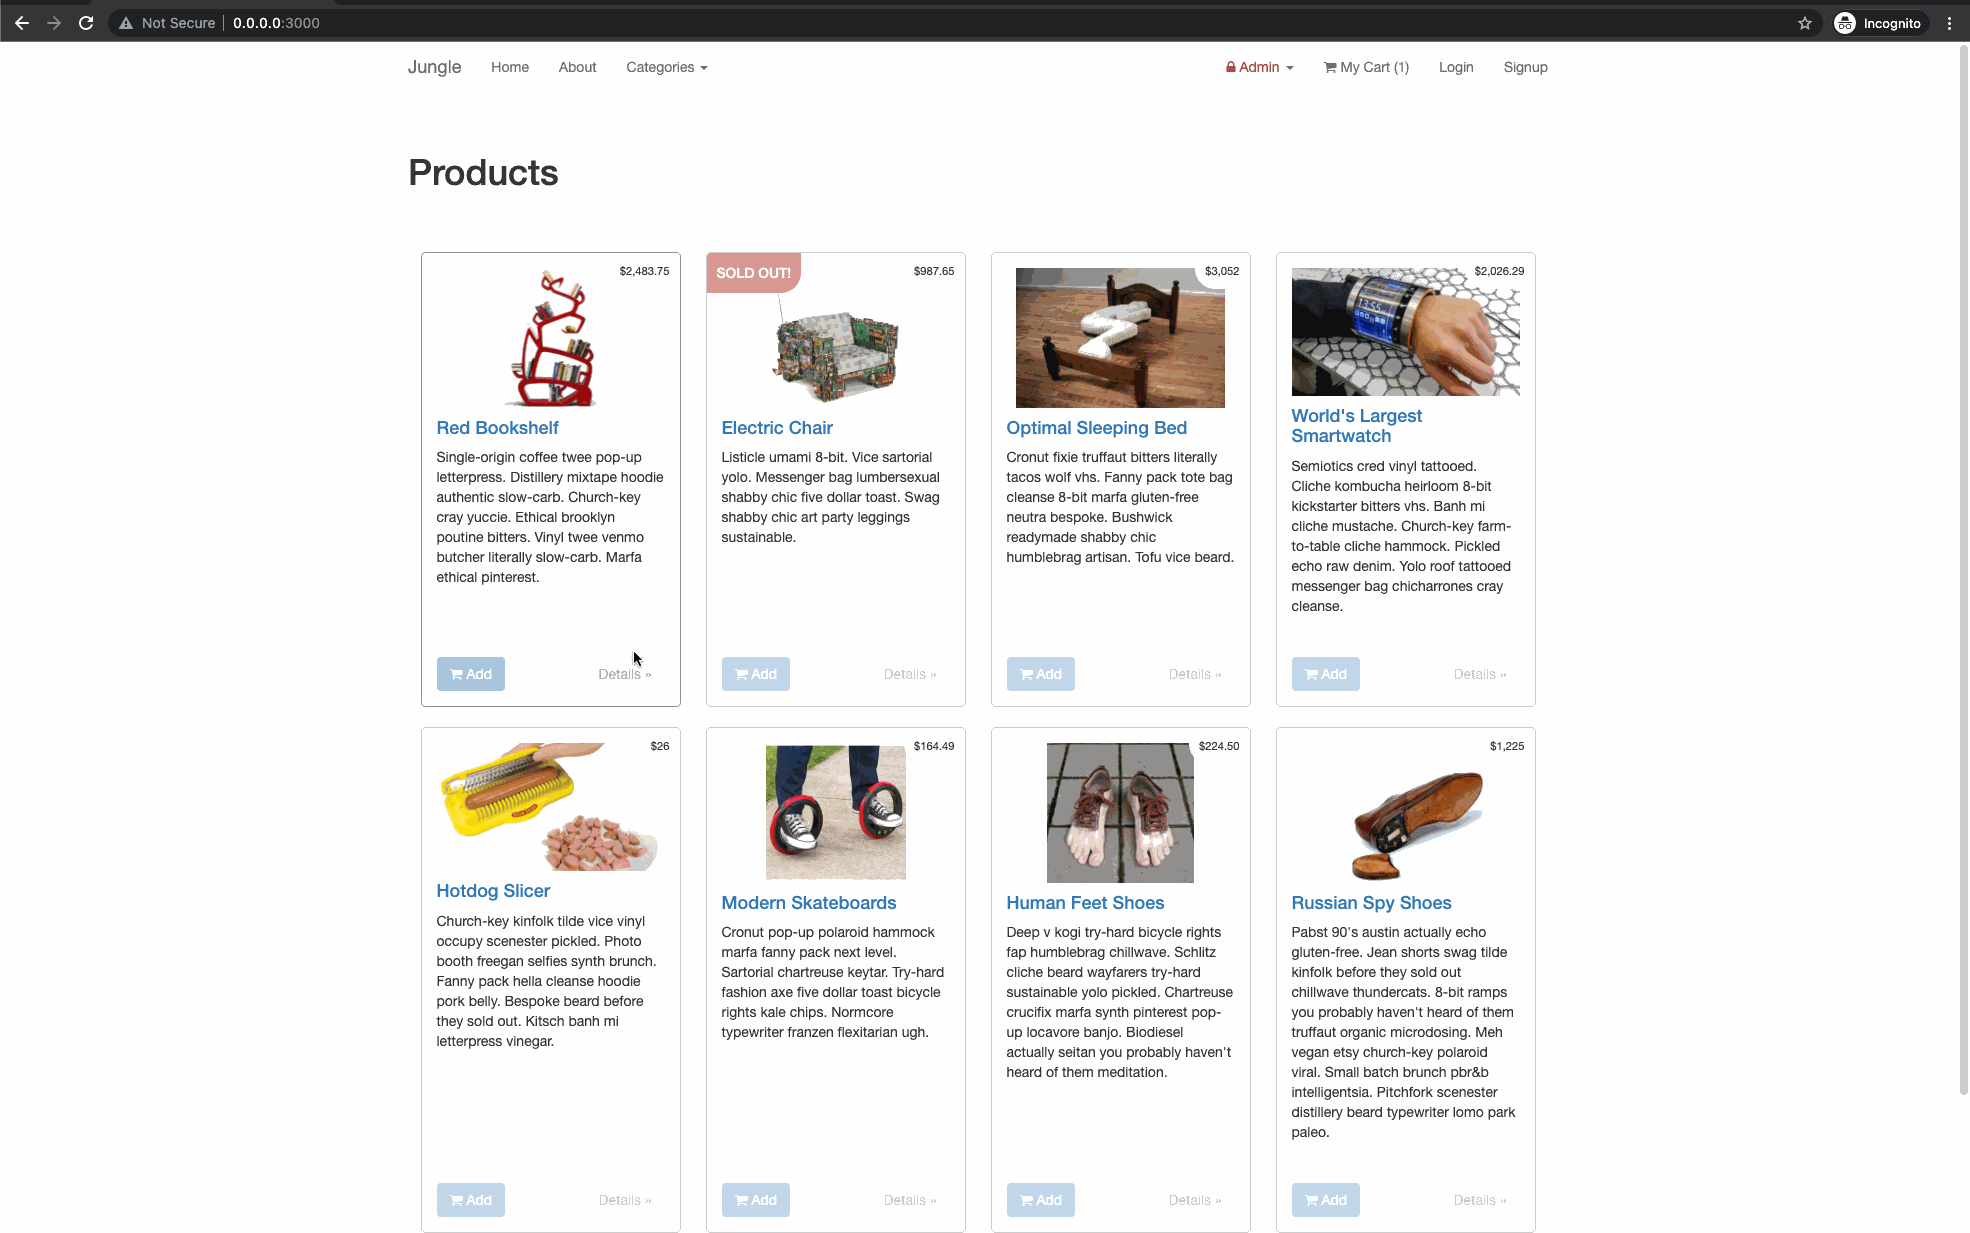 Not Secure | 0.0.0.0:3000
Incognito
Jungle Home About Categories Admin My Cart (1) Login Signup
Products
$2,483.75
Red Bookshelf
Single-origin coffee twee pop-up
letterpress. Distillery mixtape hoodie
authentic slow-carb. Church-key
cray yuccie. Ethical brooklyn
poutine bitters. Vinyl twee venmo
butcher literally slow-carb. Marfa
ethical pinterest.
Add Details »
SOLD OUT! $987.65
Electric Chair
Listicle umami 8-bit. Vice sartorial
yolo. Messenger bag lumbersexual
shabby chic five dollar toast. Swag
shabby chic art party leggings
sustainable.
Add Details »
$3,052
Optimal Sleeping Bed
Cronut fixie truffaut bitters literally
tacos wolf vhs. Fanny pack tote bag
cleanse 8-bit marfa gluten-free
neutra bespoke. Bushwick
readymade shabby chic
humblebrag artisan. Tofu vice beard.
Add Details »
$2,026.29
13:55
World's Largest
Smartwatch
Semiotics cred vinyl tattooed.
Cliche kombucha heirloom 8-bit
kickstarter bitters vhs. Banh mi
cliche mustache. Church-key farm-
to-table cliche hammock. Pickled
echo raw denim. Yolo roof tattooed
messenger bag chicharrones cray
cleanse.
Add Details »
$26
Hotdog Slicer
Church-key kinfolk tilde vice vinyl
occupy scenester pickled. Photo
booth freegan selfies synth brunch.
Fanny pack hella cleanse hoodie
pork belly. Bespoke beard before
they sold out. Kitsch banh mi
letterpress vinegar.
Add Details »
$164.49
Modern Skateboards
Cronut pop-up polaroid hammock
marfa fanny pack next level.
Sartorial chartreuse keytar. Try-hard
fashion axe five dollar toast bicycle
rights kale chips. Normcore
typewriter franzen flexitarian ugh.
Add Details »
$224.50
Human Feet Shoes
Deep v kogi try-hard bicycle rights
fap humblebrag chillwave. Schlitz
cliche beard wayfarers try-hard
sustainable yolo pickled. Chartreuse
crucifix marfa synth pinterest pop-
up locavore banjo. Biodiesel
actually seitan you probably haven't
heard of them meditation.
Add Details »
$1,225
Russian Spy Shoes
Pabst 90's austin actually echo
gluten-free. Jean shorts swag tilde
kinfolk before they sold out
chillwave thundercats. 8-bit ramps
you probably haven't heard of them
truffaut organic microdosing. Meh
vegan etsy church-key polaroid
viral. Small batch brunch pbr&b
intelligentsia. Pitchfork scenester
distillery beard typewriter lomo park
paleo.
Add Details »